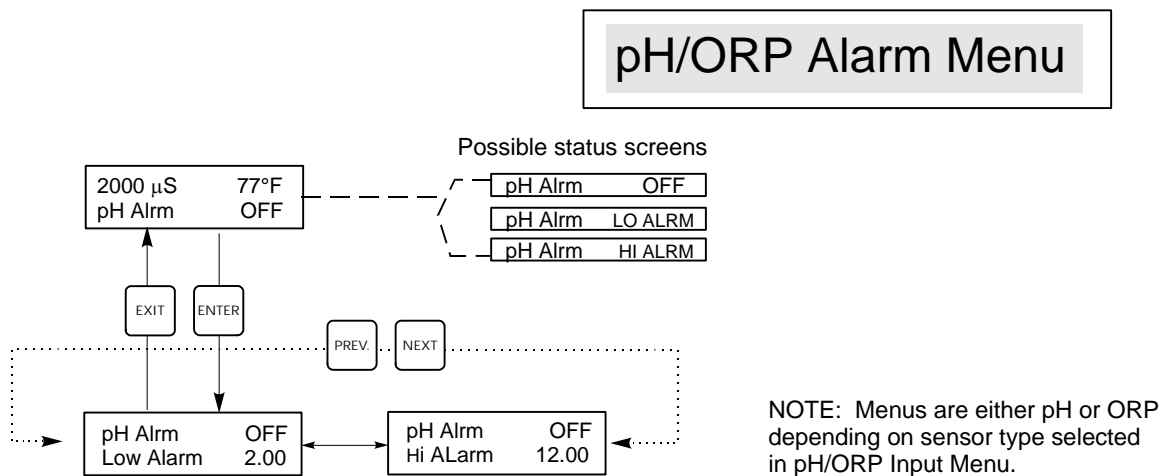 pH/ORP Alarm Menu
Possible status screens
2000 μS 77°F
pH Alrm OFF
pH Alrm OFF
pH Alrm LO ALRM
pH Alrm HI ALRM
EXIT
ENTER
PREV.
NEXT
pH Alrm OFF
Low Alarm 2.00
pH Alrm OFF
Hi ALarm 12.00
NOTE: Menus are either pH or ORP
depending on sensor type selected
in pH/ORP Input Menu.